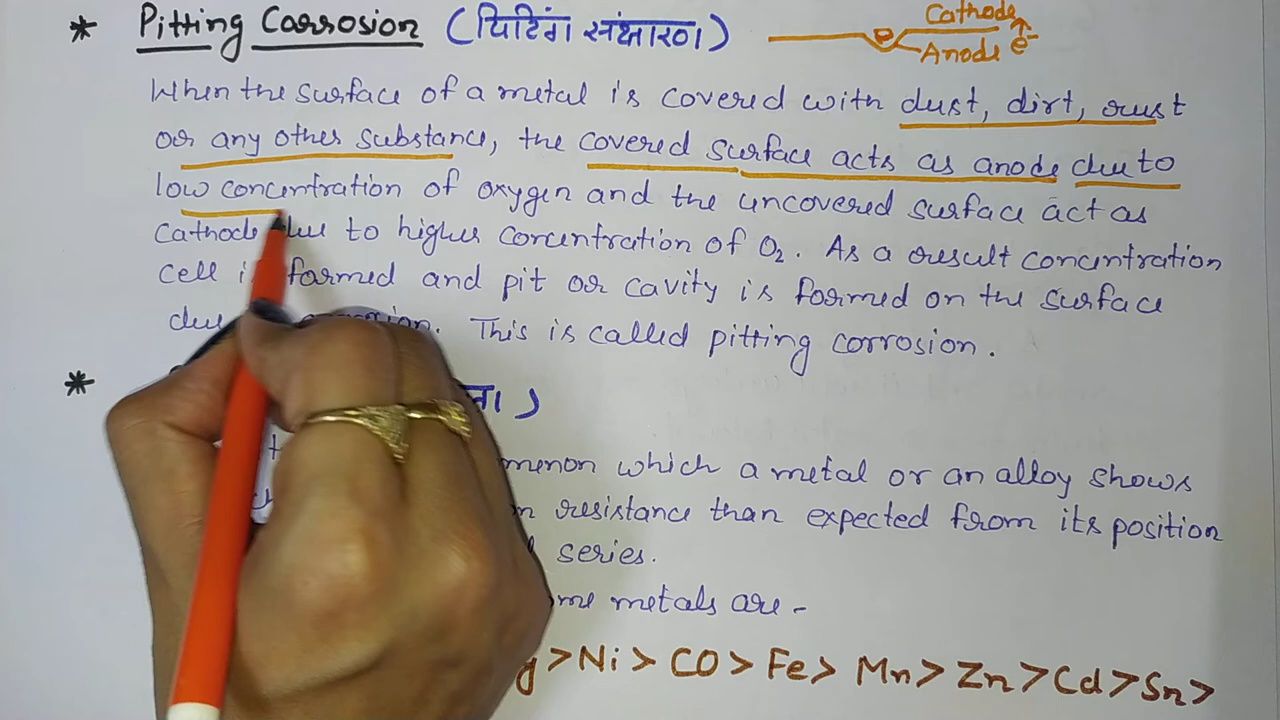 * Pitting Corrosion (पिटिंग संक्षारण)
Cathode
Anode e-
When the surface of a metal is covered with dust, dirt, rust
or any other substance, the covered surface acts as anode due to
low concentration of oxygen and the uncovered surface act as
Cathode due to higher concentration of O2. As a result concentration
cell is formed and pit or cavity is formed on the surface
due This is called pitting corrosion.
* )
which a metal or an alloy shows
resistance than expected from its position
series.
metals are -
>Ni > CO > Fe > Mn > Zn > Cd > Sn >